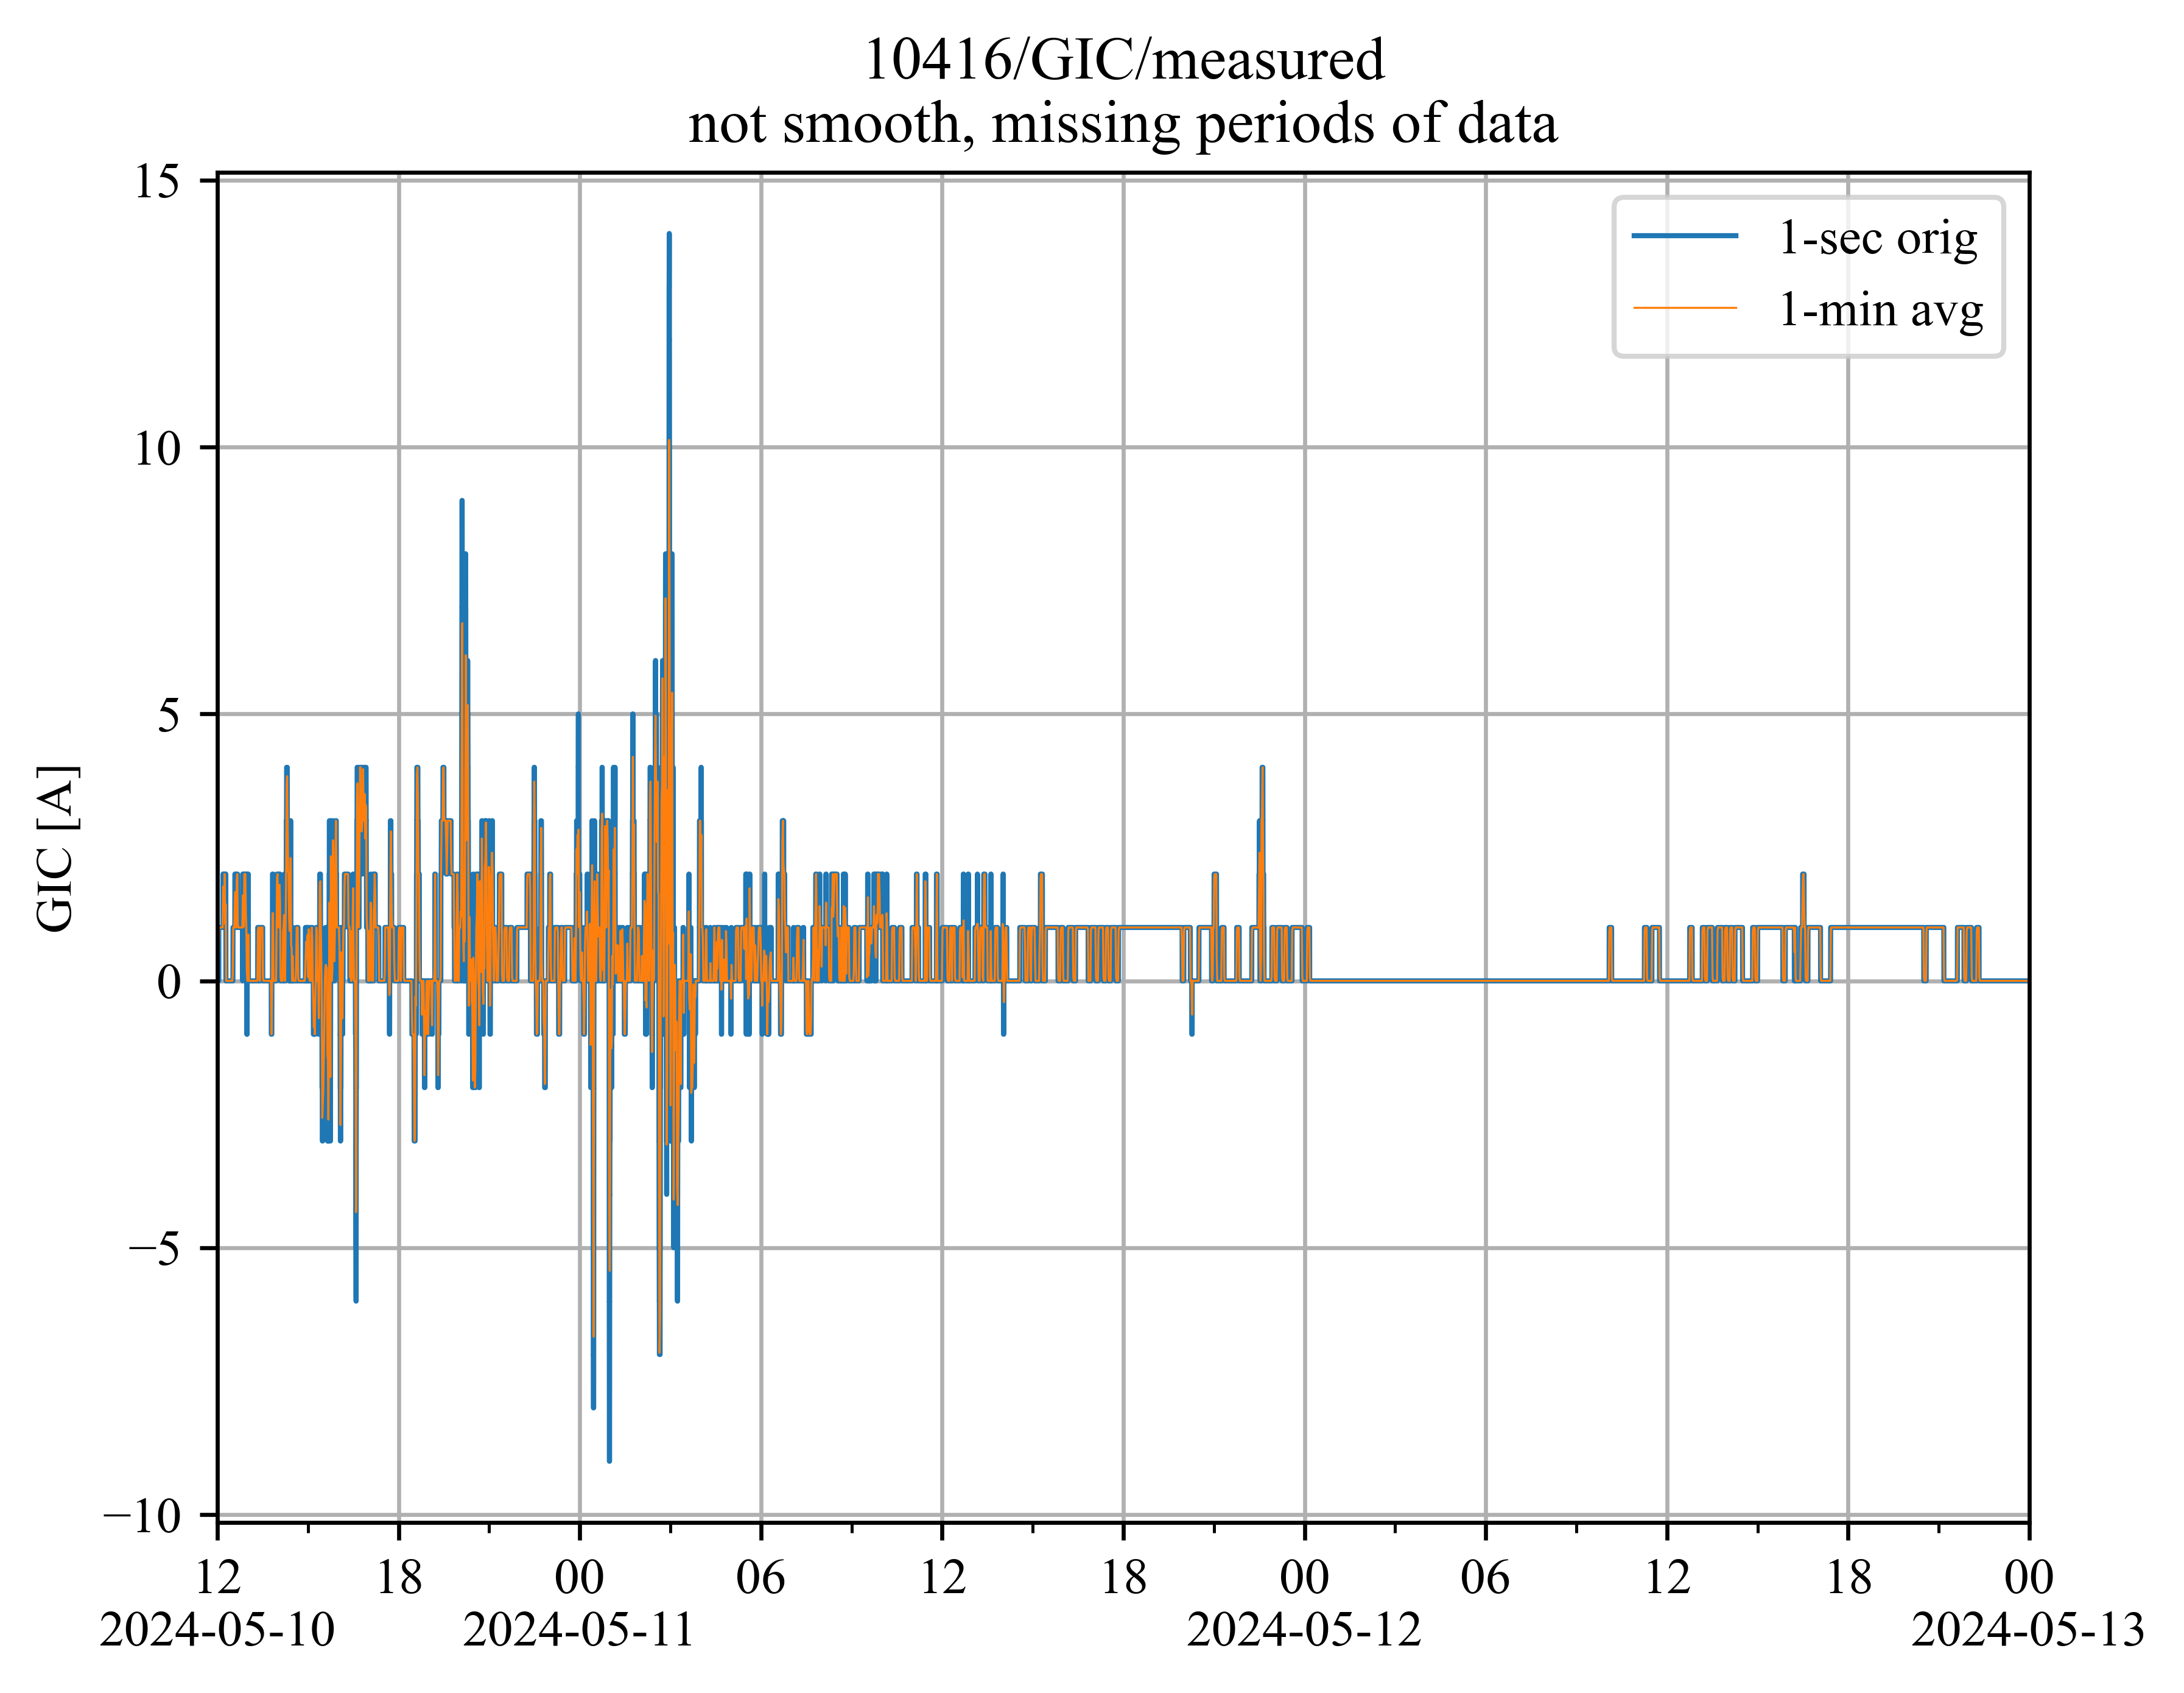 10416/GIC/measured
not smooth, missing periods of data
1-sec orig
1-min avg
GIC [A]
15
10
5
0
−5
−10
12 18 00 06 12 18 00 06 12 18 00
2024-05-10 2024-05-11 2024-05-12 2024-05-13